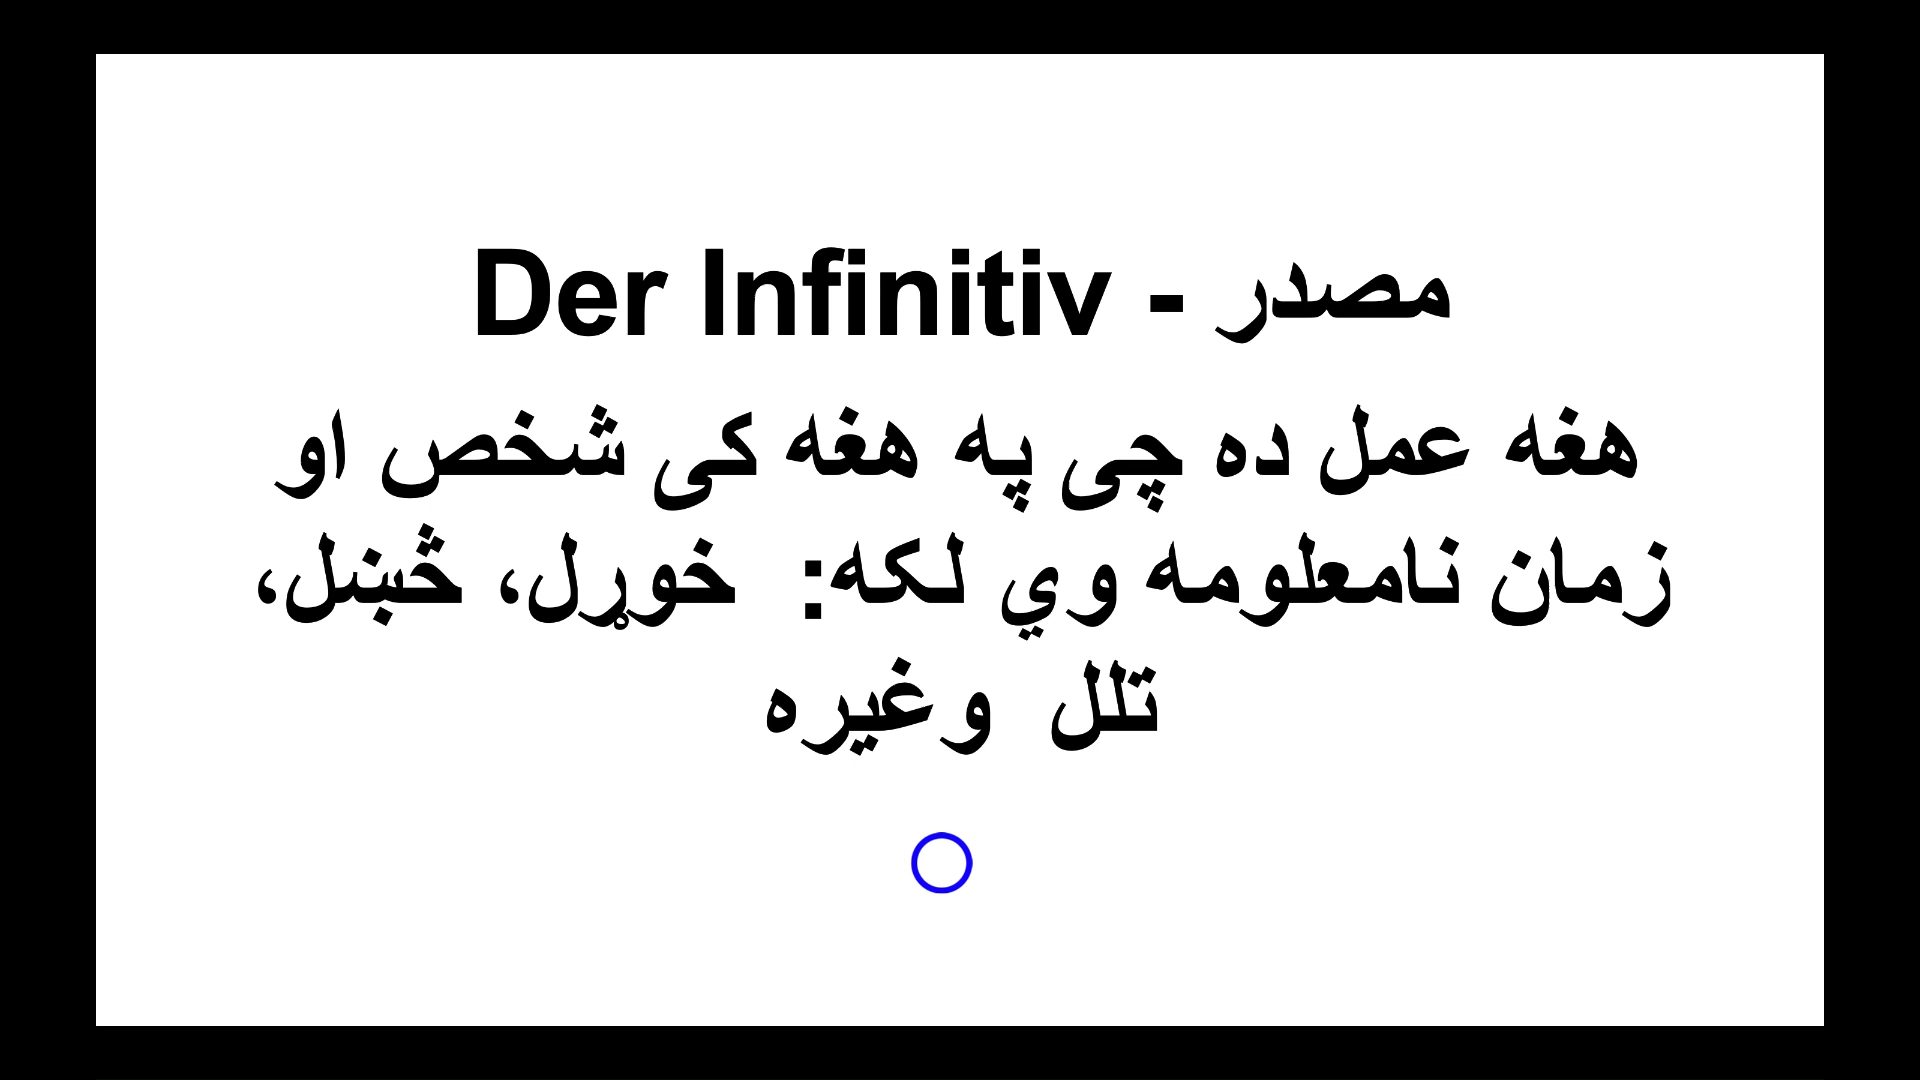 Der Infinitiv - مصدر
هغه عمل ده چی په هغه کی شخص او
زمان نامعلومه وي لکه: خوړل، څښل،
تلل وغیره